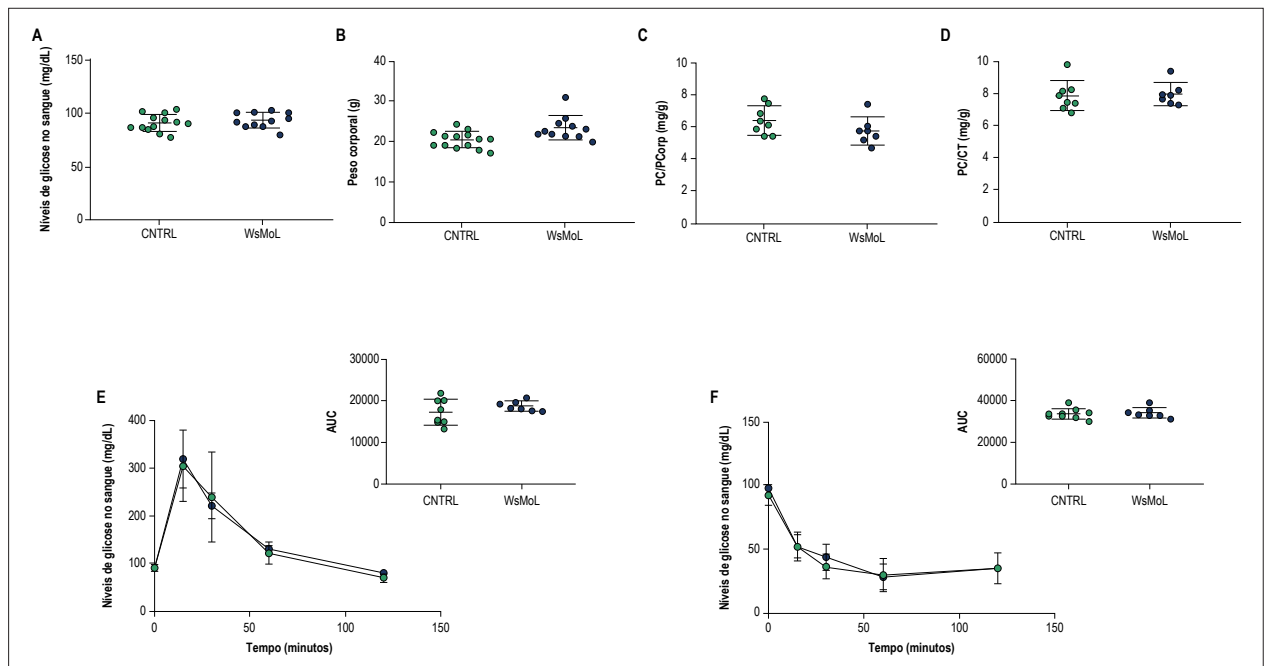 A
Níveis de glicose no sangue (mg/dL)
150
100
50
0
CNTRL
WsMoL
B
Peso corporal (g)
40
30
20
10
0
CNTRL
WsMoL
C
PC/PCorp (mg/g)
10
8
6
4
2
0
CNTRL
WsMoL
D
PC/CT (mg/g)
10
8
6
4
2
0
CNTRL
WsMoL
E
Níveis de glicose no sangue (mg/dL)
400
300
200
100
0
0
50
100
150
Tempo (minutos)
AUC
30000
20000
10000
0
CNTRL
WsMoL
F
Níveis de glicose no sangue (mg/dL)
150
100
50
0
0
50
100
150
Tempo (minutos)
AUC
60000
40000
20000
0
CNTRL
WsMoL